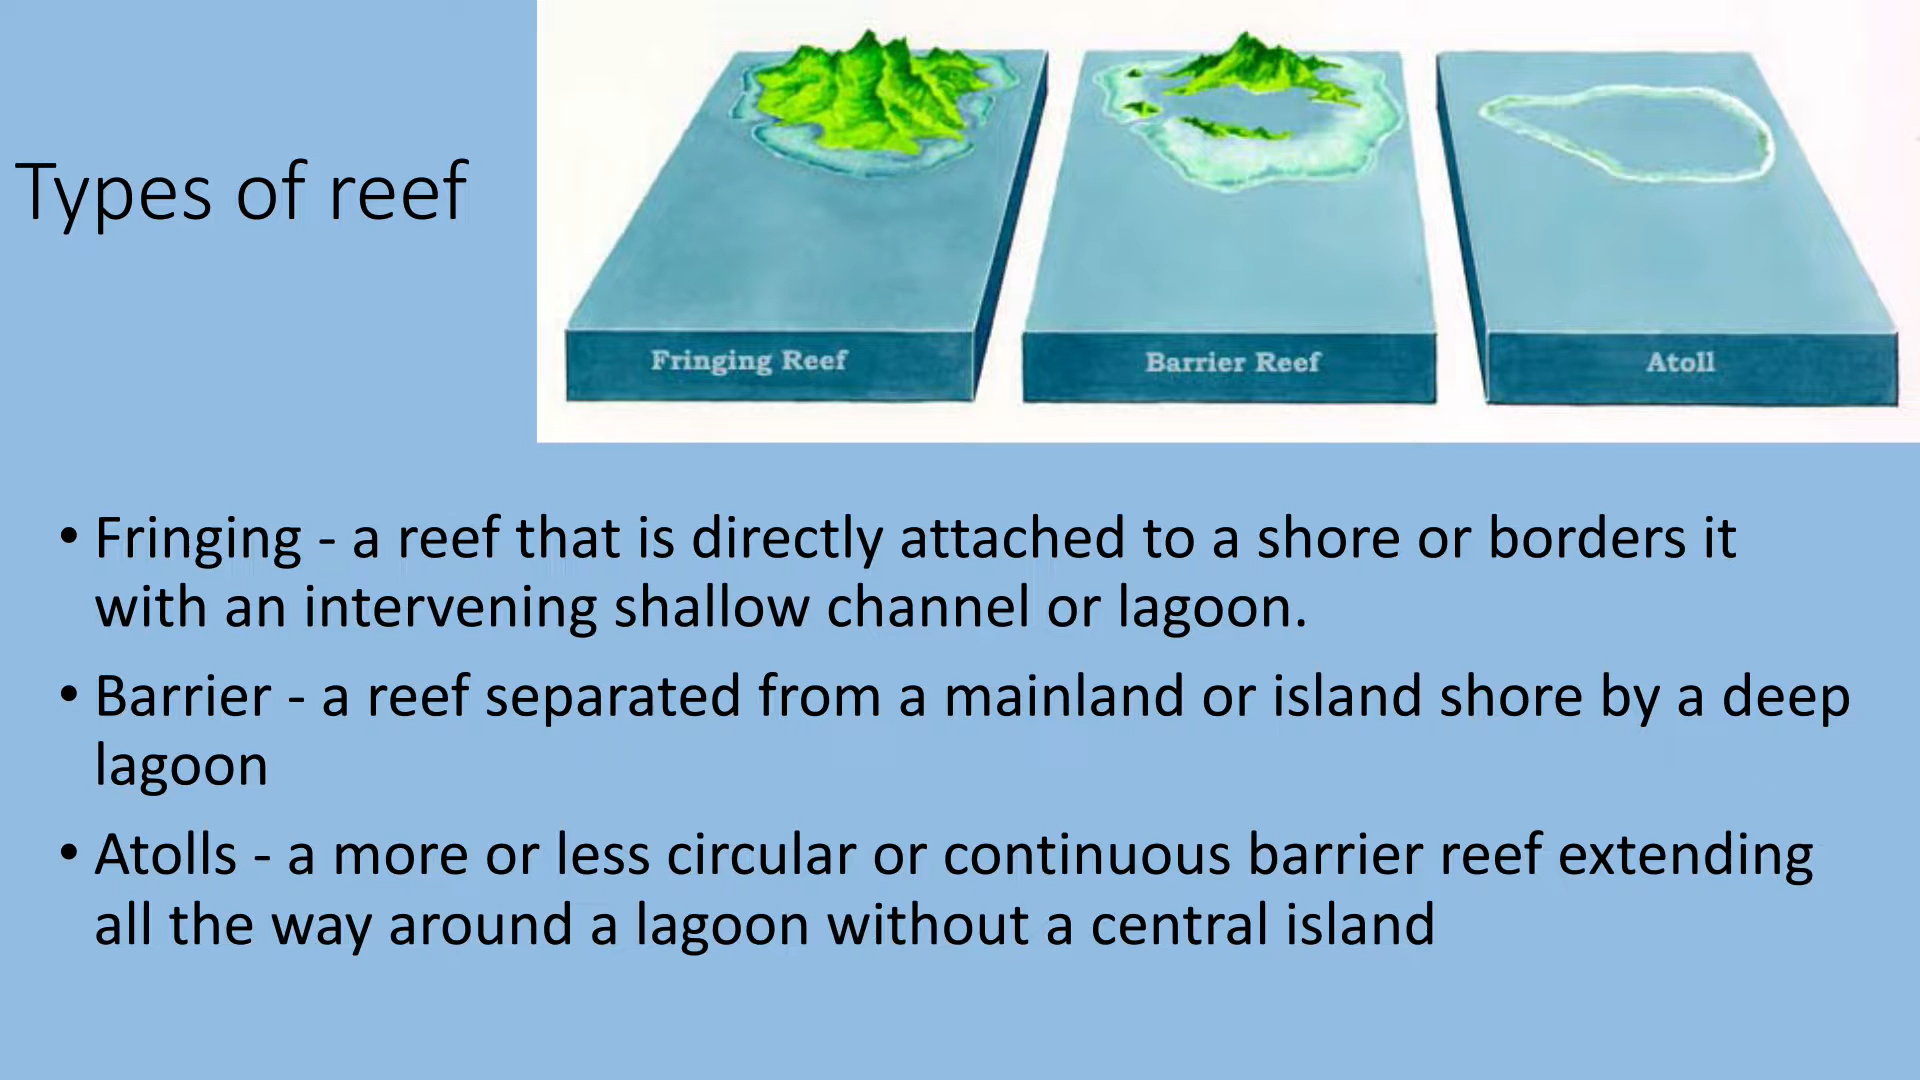 Types of reef
Fringing Reef
Barrier Reef
Atoll
• Fringing - a reef that is directly attached to a shore or borders it
with an intervening shallow channel or lagoon.
• Barrier - a reef separated from a mainland or island shore by a deep
lagoon
• Atolls - a more or less circular or continuous barrier reef extending
all the way around a lagoon without a central island